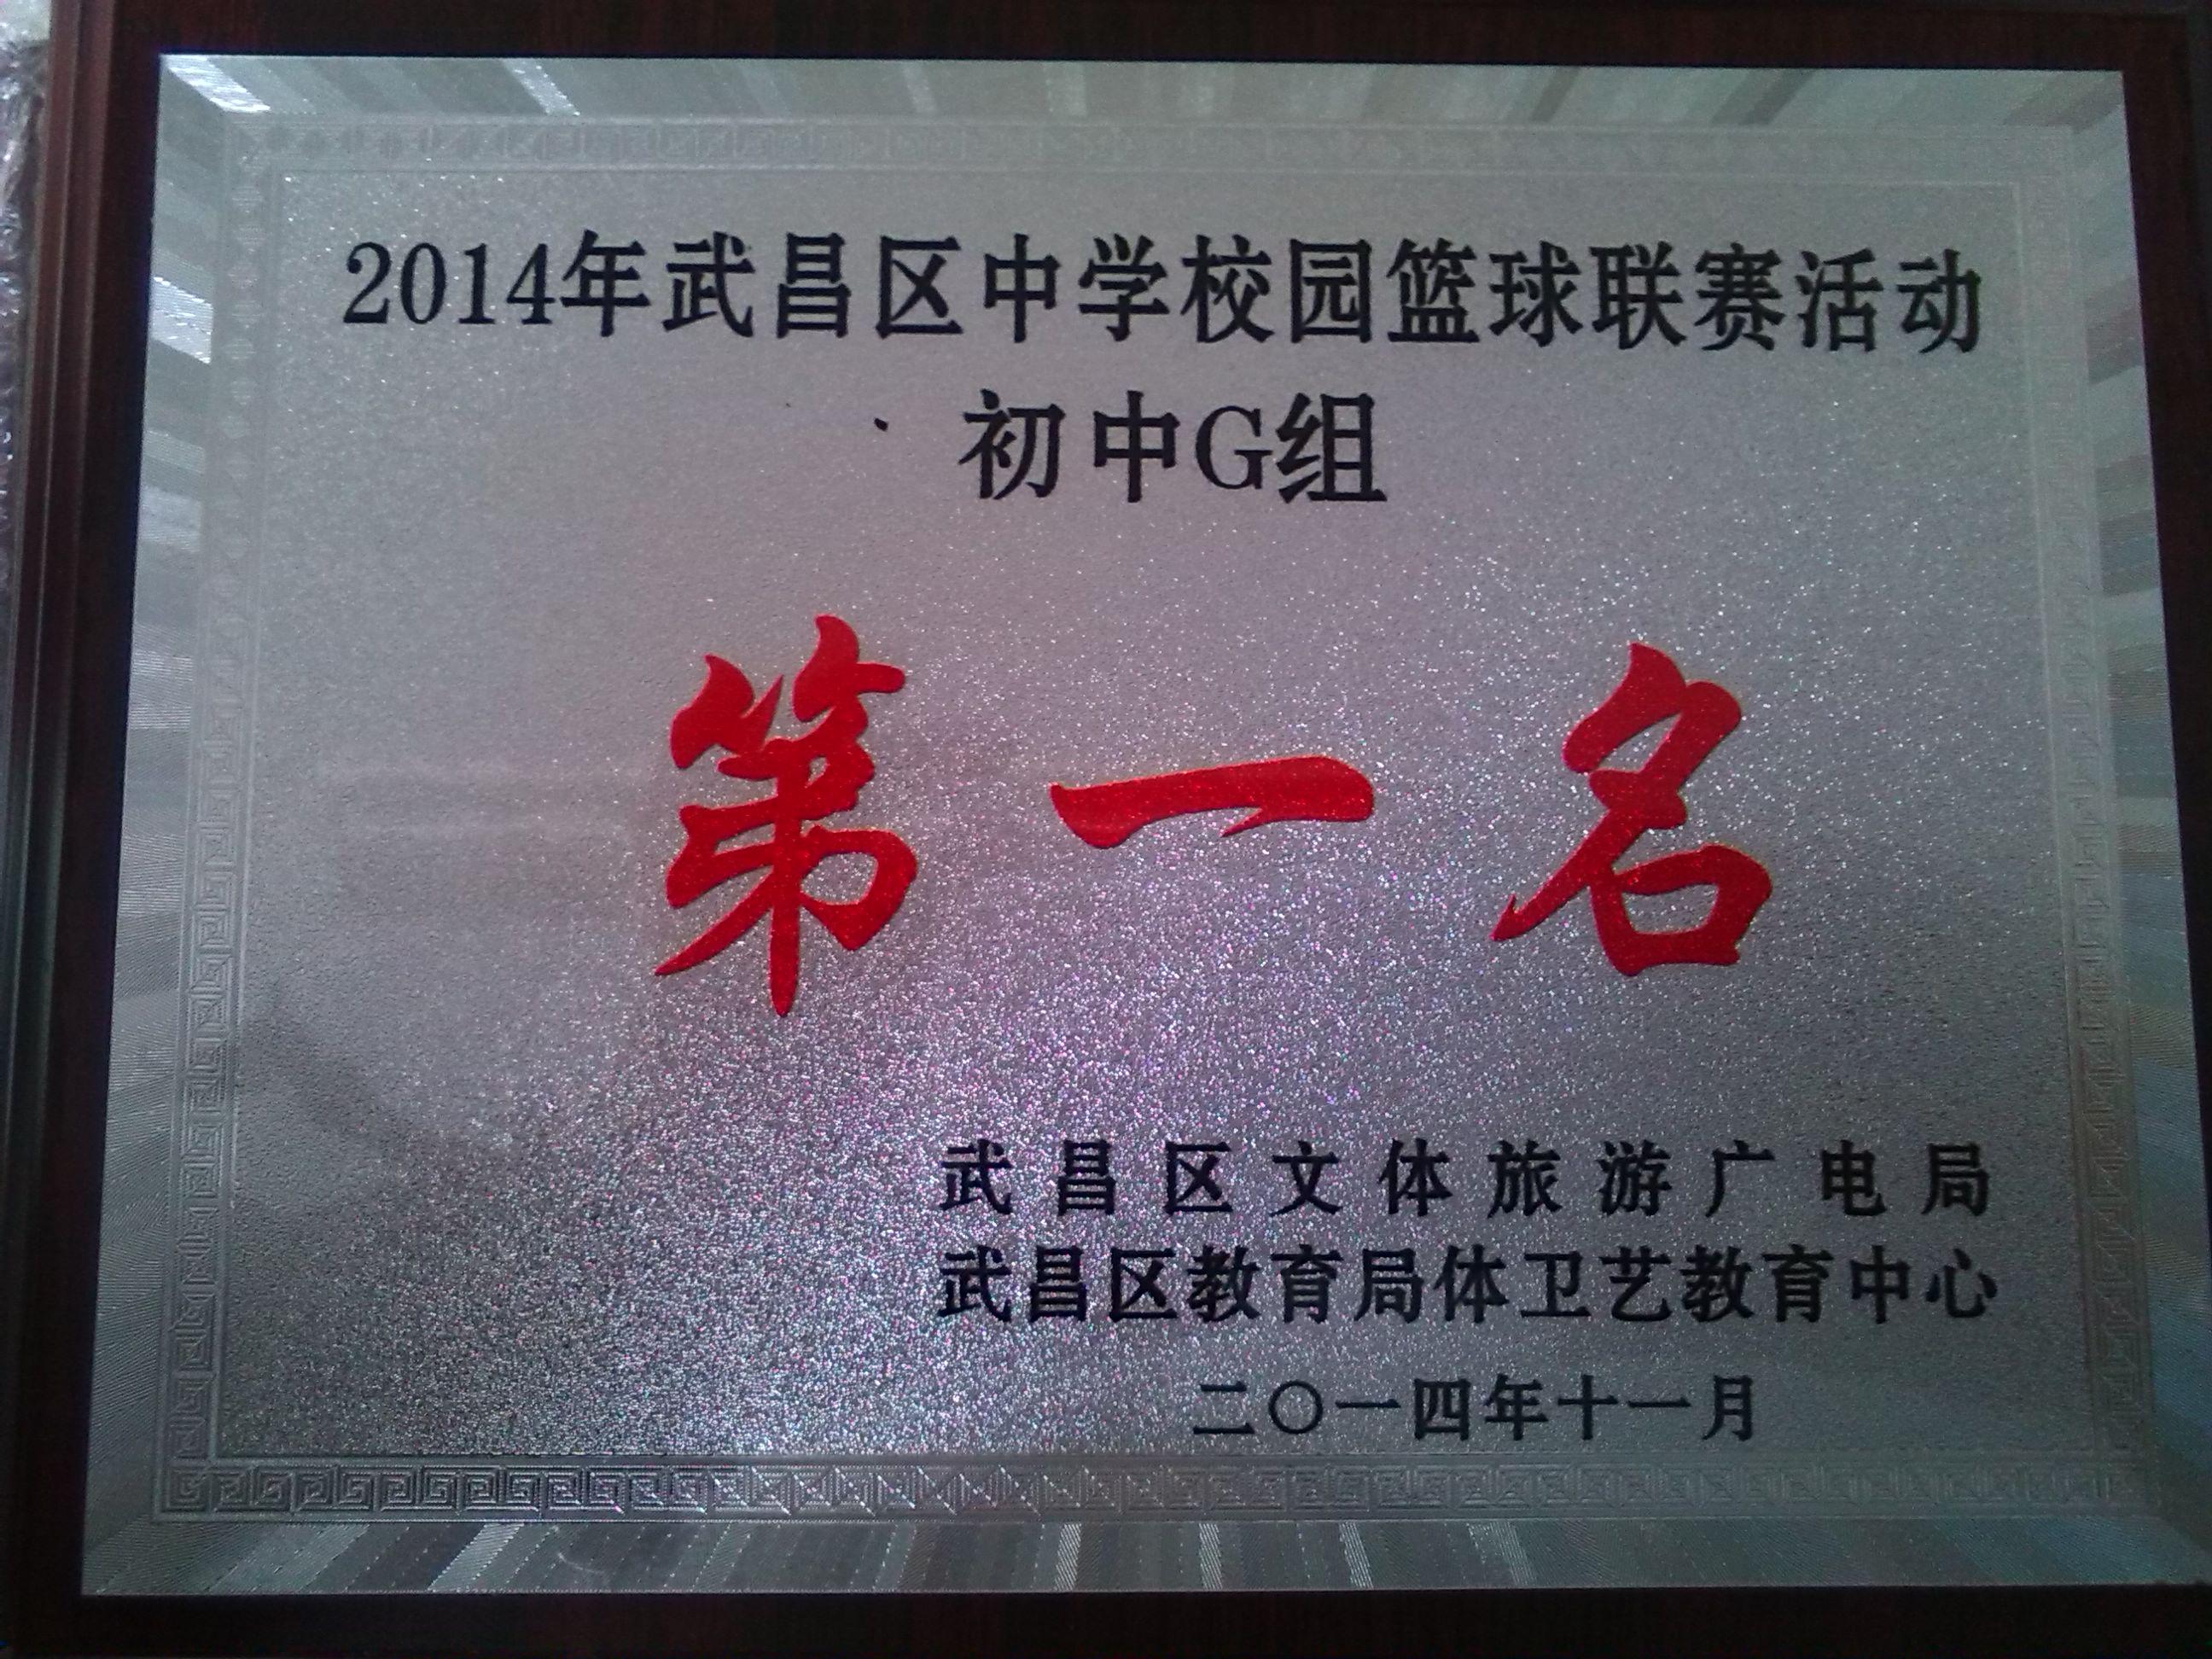 2014年武昌区中学校园篮球联赛活动
初中G组
第一名
武昌区文体旅游广电局
武昌区教育局体卫艺教育中心
二〇一四年十一月